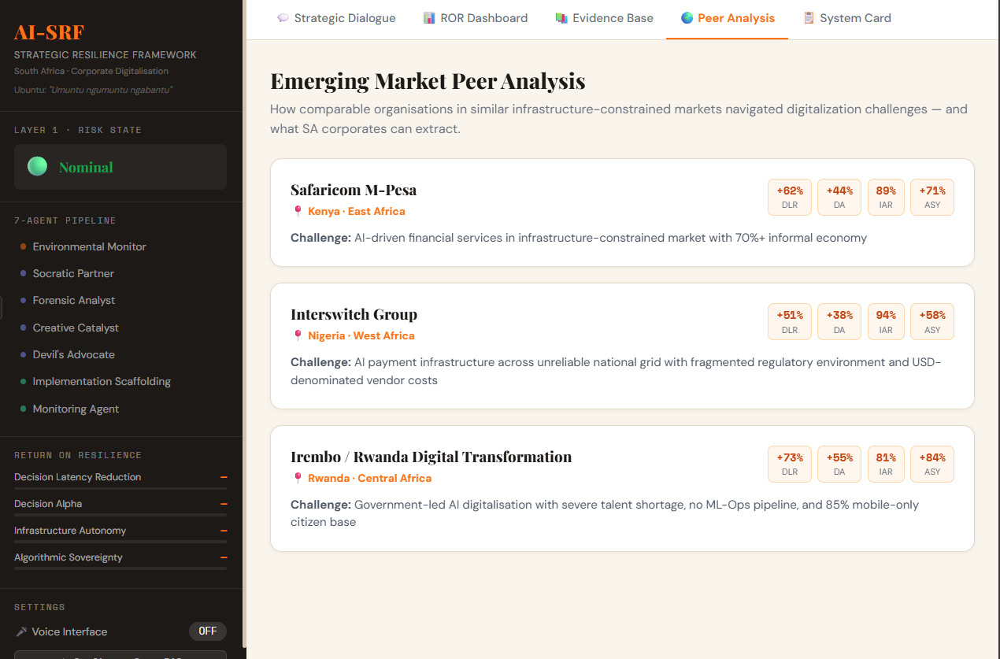 AI-SRF
STRATEGIC RESILIENCE FRAMEWORK
South Africa · Corporate Digitalisation
Ubuntu: "Umuntu ngumuntu ngabantu"
LAYER 1 · RISK STATE
Nominal
7-AGENT PIPELINE
Environmental Monitor
Socratic Partner
Forensic Analyst
Creative Catalyst
Devil's Advocate
Implementation Scaffolding
Monitoring Agent
RETURN ON RESILIENCE
Decision Latency Reduction –
Decision Alpha –
Infrastructure Autonomy –
Algorithmic Sovereignty –
SETTINGS
Voice Interface OFF
Strategic Dialogue ROR Dashboard Evidence Base Peer Analysis System Card
Emerging Market Peer Analysis
How comparable organisations in similar infrastructure-constrained markets navigated digitalization challenges — and
what SA corporates can extract.
Safaricom M-Pesa
Kenya · East Africa
+62% +44% 89% +71%
DLR DA IAR ASY
Challenge: AI-driven financial services in infrastructure-constrained market with 70%+ informal economy
Interswitch Group
Nigeria · West Africa
+51% +38% 94% +58%
DLR DA IAR ASY
Challenge: AI payment infrastructure across unreliable national grid with fragmented regulatory environment and USD-
denominated vendor costs
Irembo / Rwanda Digital Transformation
Rwanda · Central Africa
+73% +55% 81% +84%
DLR DA IAR ASY
Challenge: Government-led AI digitalisation with severe talent shortage, no ML-Ops pipeline, and 85% mobile-only
citizen base